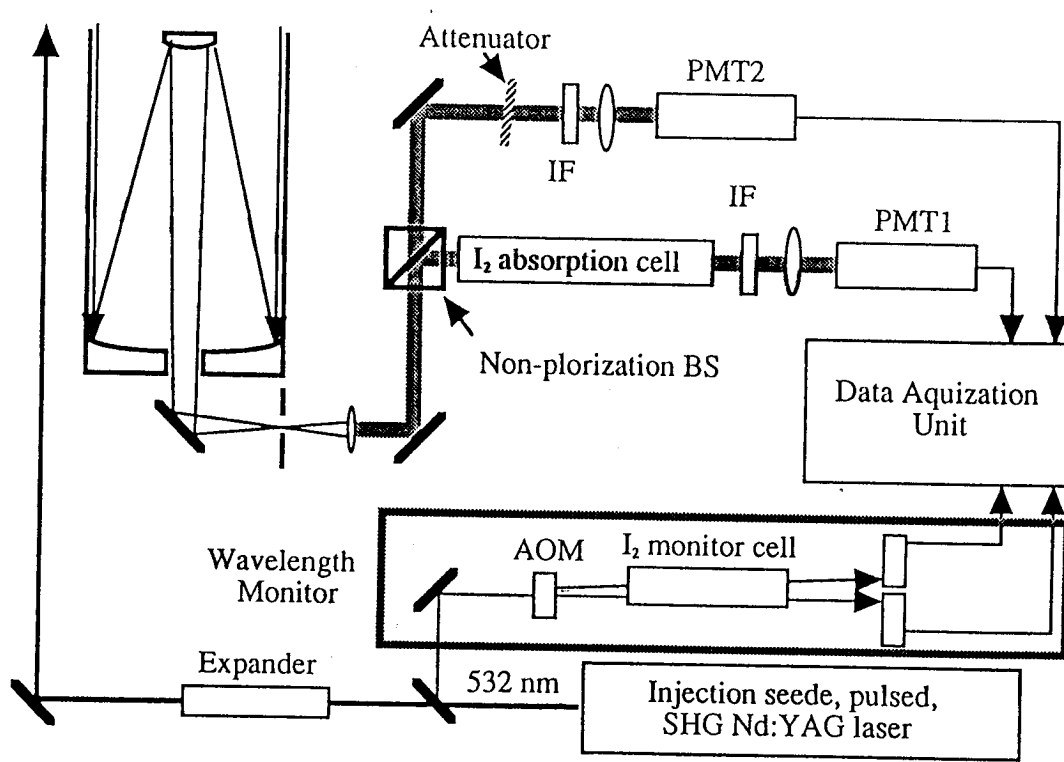 Attenuator
PMT2
IF
IF
PMT1
I₂ absorption cell
Non-plorization BS
Data Aquization
Unit
Wavelength
Monitor
AOM
I₂ monitor cell
Expander
532 nm
Injection seede, pulsed,
SHG Nd:YAG laser